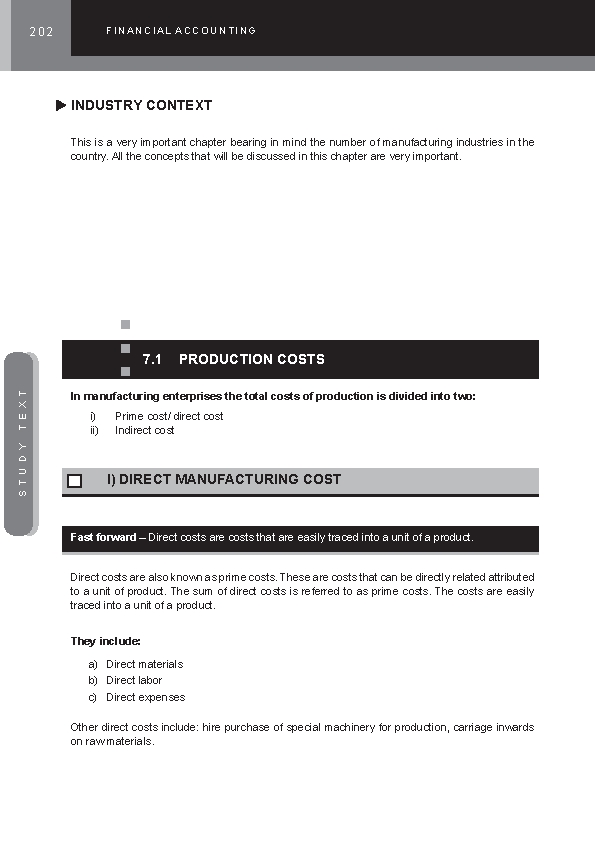 202
FINANCIAL ACCOUNTING
INDUSTRY CONTEXT
This is a very important chapter bearing in mind the number of manufacturing industries in the
country. All the concepts that will be discussed in this chapter are very important.
7.1 PRODUCTION COSTS
In manufacturing enterprises the total costs of production is divided into two:
i) Prime cost/ direct cost
ii) Indirect cost
STUDY TEXT
I) DIRECT MANUFACTURING COST
Fast forward – Direct costs are costs that are easily traced into a unit of a product.
Direct costs are also known as prime costs. These are costs that can be directly related attributed
to a unit of product. The sum of direct costs is referred to as prime costs. The costs are easily
traced into a unit of a product.
They include:
a) Direct materials
b) Direct labor
c) Direct expenses
Other direct costs include: hire purchase of special machinery for production, carriage inwards
on raw materials.